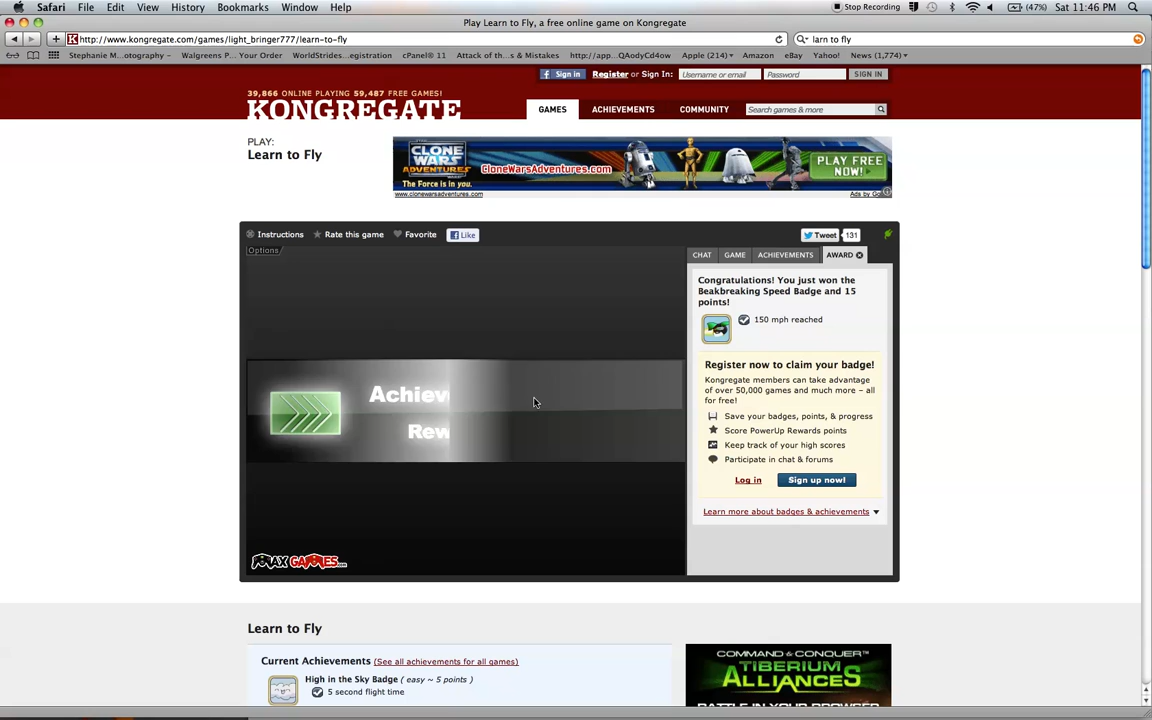 Safari File Edit View History Bookmarks Window Help Stop Recording (47%) Sat 11:46 PM
Play Learn to Fly, a free online game on Kongregate
http://www.kongregate.com/games/light_bringer777/learn-to-fly larn to fly
Stephanie M...otography Walgreens P... Your Order WorldStrides...egistration cPanel® 11 Attack of th...s & Mistakes http://app....QAodyCd4ow Apple (214) Amazon eBay Yahoo! News (1,774)
Sign in Register or Sign In: Username or email Password SIGN IN
39,866 ONLINE PLAYING 59,487 FREE GAMES!
KONGREGATE GAMES ACHIEVEMENTS COMMUNITY Search games & more
PLAY:
Learn to Fly
CLONE WARS ADVENTURES CloneWarsAdventures.com PLAY FREE NOW!
The Force is in you.
www.clonewarsadventures.com
Instructions Rate this game Favorite Like Tweet 131
Options
CHAT GAME ACHIEVEMENTS AWARD
Congratulations! You just won the
Beakbreaking Speed Badge and 15
points!
150 mph reached
Register now to claim your badge!
Kongregate members can take advantage
of over 50,000 games and much more – all
for free!
Save your badges, points, & progress
Score PowerUp Rewards points
Keep track of your high scores
Participate in chat & forums
Log in Sign up now!
Learn more about badges & achievements
Achiev
Rew
MAX GAMES.com
Learn to Fly
Current Achievements (See all achievements for all games)
High in the Sky Badge ( easy ~ 5 points )
5 second flight time
COMMAND & CONQUER™
TIBERIUM
ALLIANCES
BATTLE IN YOUR BROWSER